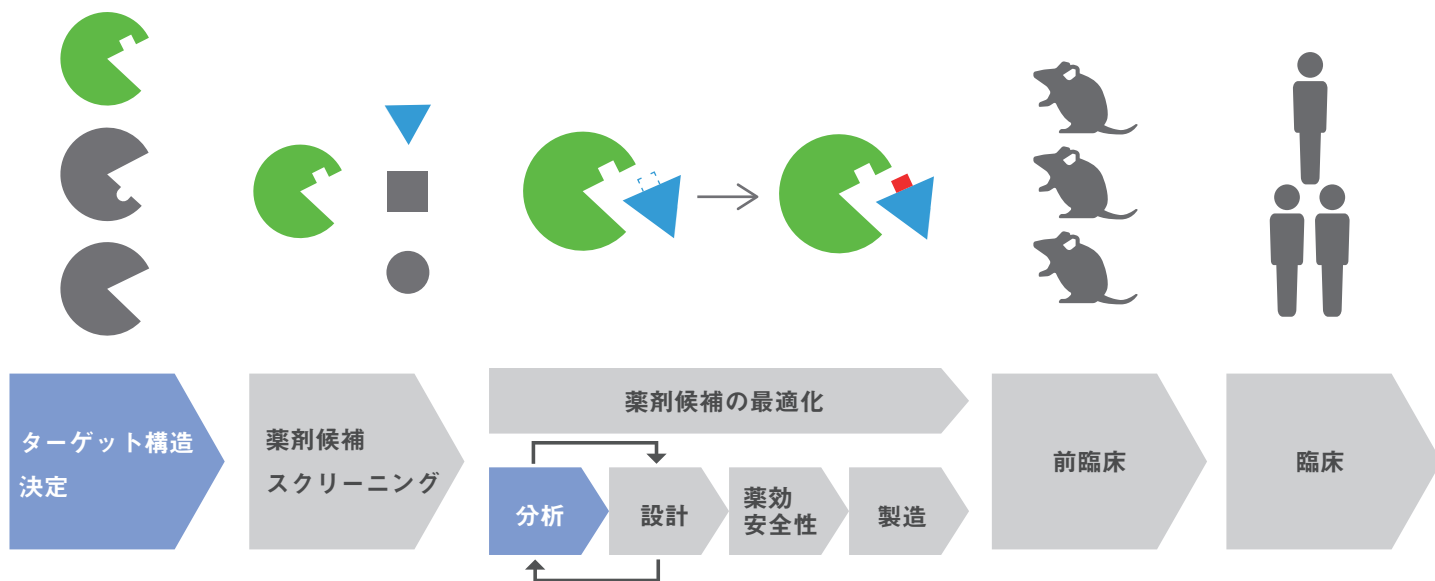 ターゲット構造
決定
薬剤候補
スクリーニング
薬剤候補の最適化
分析
設計
薬効
安全性
製造
前臨床
臨床